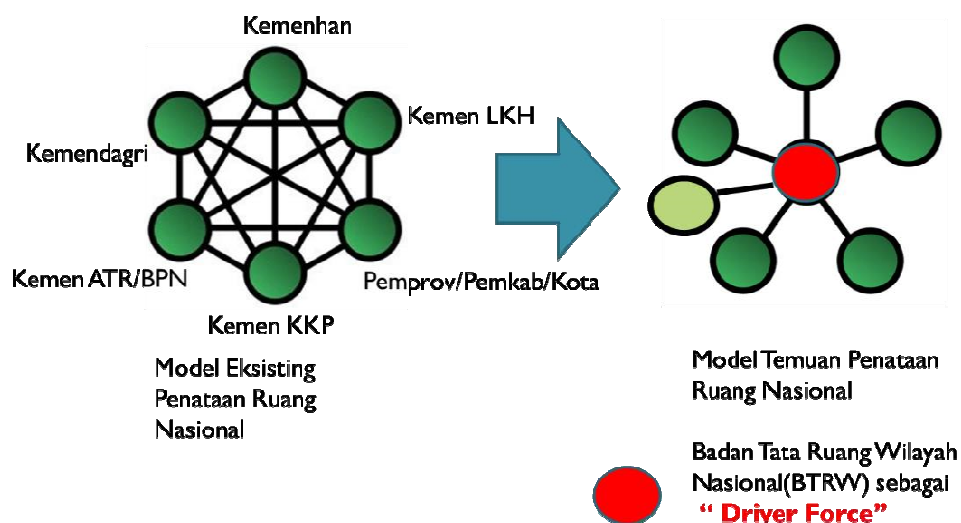 Kemenhan
Kemen LKH
Kemendagri
Kemen ATR/BPN
Pemprov/Pemkab/Kota
Kemen KKP
Model Eksisting
Penataan Ruang
Nasional
Model Temuan Penataan
Ruang Nasional
Badan Tata Ruang Wilayah
Nasional(BTRW) sebagai
“ Driver Force”